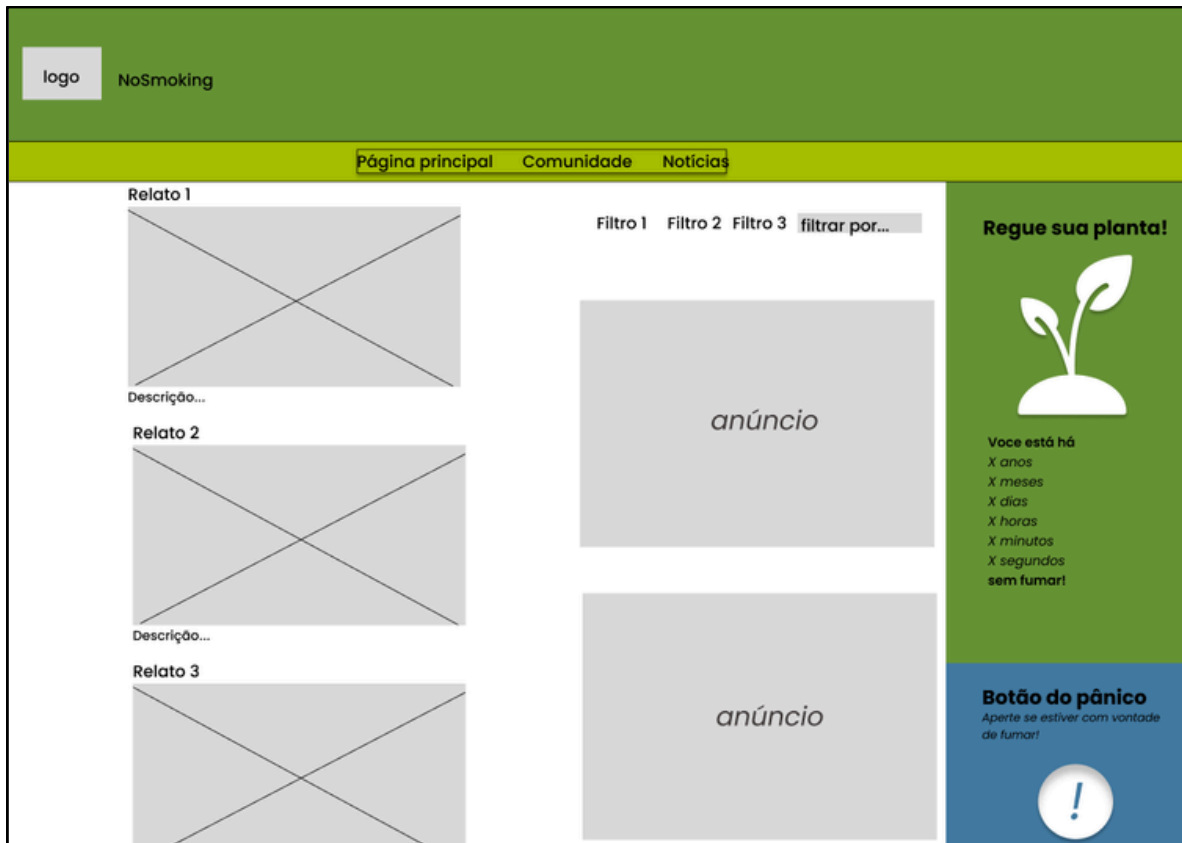 logo
NoSmoking
Página principal Comunidade Notícias
Relato 1
Descrição...
Relato 2
Descrição...
Relato 3
Filtro 1 Filtro 2 Filtro 3 filtrar por...
anúncio
anúncio
Regue sua planta!
Voce está há
X anos
X meses
X dias
X horas
X minutos
X segundos
sem fumar!
Botão do pânico
Aperte se estiver com vontade
de fumar!
!